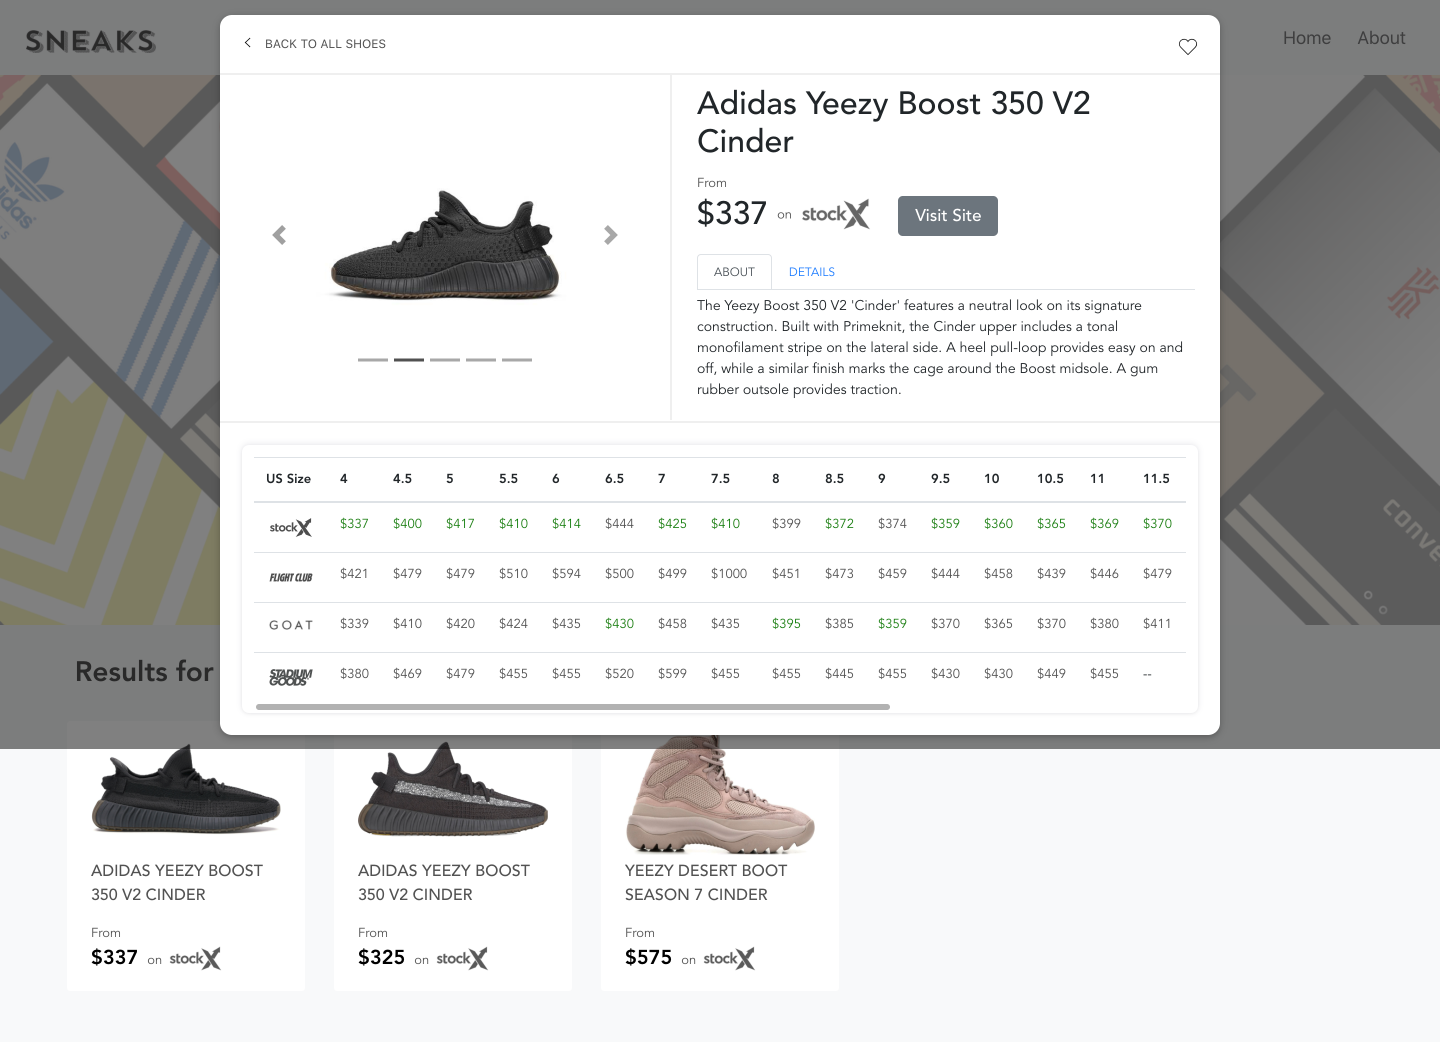 SNEAKS
Home
About
BACK TO ALL SHOES
Adidas Yeezy Boost 350 V2
Cinder
From
$337 on stockX
Visit Site
ABOUT DETAILS
The Yeezy Boost 350 V2 'Cinder' features a neutral look on its signature
construction. Built with Primeknit, the Cinder upper includes a tonal
monofilament stripe on the lateral side. A heel pull-loop provides easy on and
off, while a similar finish marks the cage around the Boost midsole. A gum
rubber outsole provides traction.
US Size 4 4.5 5 5.5 6 6.5 7 7.5 8 8.5 9 9.5 10 10.5 11 11.5
stockX $337 $400 $417 $410 $414 $444 $425 $410 $399 $372 $374 $359 $360 $365 $369 $370
FLIGHT CLUB $421 $479 $479 $510 $594 $500 $499 $1000 $451 $473 $459 $444 $458 $439 $446 $479
GOAT $339 $410 $420 $424 $435 $430 $458 $435 $395 $385 $359 $370 $365 $370 $380 $411
STADIUM GOODS $380 $469 $479 $455 $455 $520 $599 $455 $455 $445 $455 $430 $430 $449 $455 --
adidas
conve
Results for
ADIDAS YEEZY BOOST
350 V2 CINDER
From
$337 on stockX
ADIDAS YEEZY BOOST
350 V2 CINDER
From
$325 on stockX
YEEZY DESERT BOOT
SEASON 7 CINDER
From
$575 on stockX